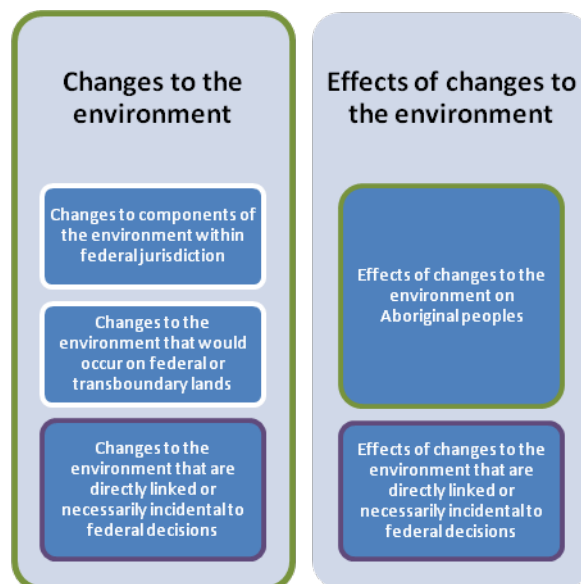 Changes to the
environment
Changes to components of
the environment within
federal jurisdiction
Changes to the
environment that would
occur on federal or
transboundary lands
Changes to the
environment that are
directly linked or
necessarily incidental to
federal decisions
Effects of changes to
the environment
Effects of changes to the
environment on
Aboriginal peoples
Effects of changes to the
environment that are
directly linked or
necessarily incidental to
federal decisions